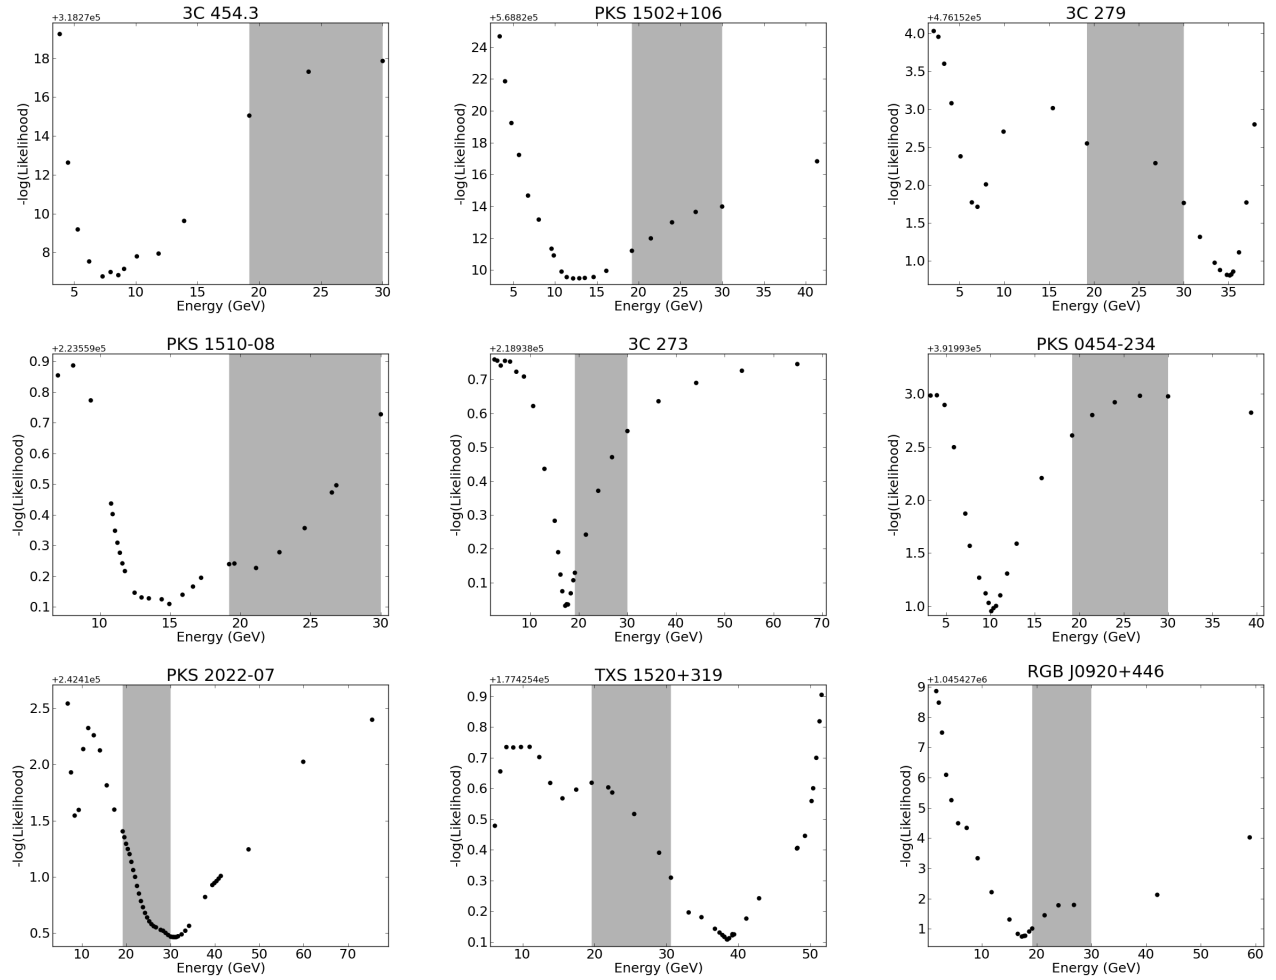 3C 454.3
+3.1827e5
-log(Likelihood)
18
16
14
12
10
8
5 10 15 20 25 30
Energy (GeV)
PKS 1502+106
+5.6882e5
-log(Likelihood)
24
22
20
18
16
14
12
10
5 10 15 20 25 30 35 40
Energy (GeV)
3C 279
+4.76152e5
-log(Likelihood)
4.0
3.5
3.0
2.5
2.0
1.5
1.0
5 10 15 20 25 30 35
Energy (GeV)
PKS 1510-08
+2.23559e5
-log(Likelihood)
0.9
0.8
0.7
0.6
0.5
0.4
0.3
0.2
0.1
10 15 20 25 30
Energy (GeV)
3C 273
+2.18938e5
-log(Likelihood)
0.7
0.6
0.5
0.4
0.3
0.2
0.1
10 20 30 40 50 60 70
Energy (GeV)
PKS 0454-234
+3.91993e5
-log(Likelihood)
3.0
2.5
2.0
1.5
1.0
5 10 15 20 25 30 35 40
Energy (GeV)
PKS 2022-07
+2.4241e5
-log(Likelihood)
2.5
2.0
1.5
1.0
0.5
10 20 30 40 50 60 70
Energy (GeV)
TXS 1520+319
+1.774254e5
-log(Likelihood)
0.9
0.8
0.7
0.6
0.5
0.4
0.3
0.2
0.1
10 20 30 40 50
Energy (GeV)
RGB J0920+446
+1.045427e6
-log(Likelihood)
9
8
7
6
5
4
3
2
1
10 20 30 40 50 60
Energy (GeV)